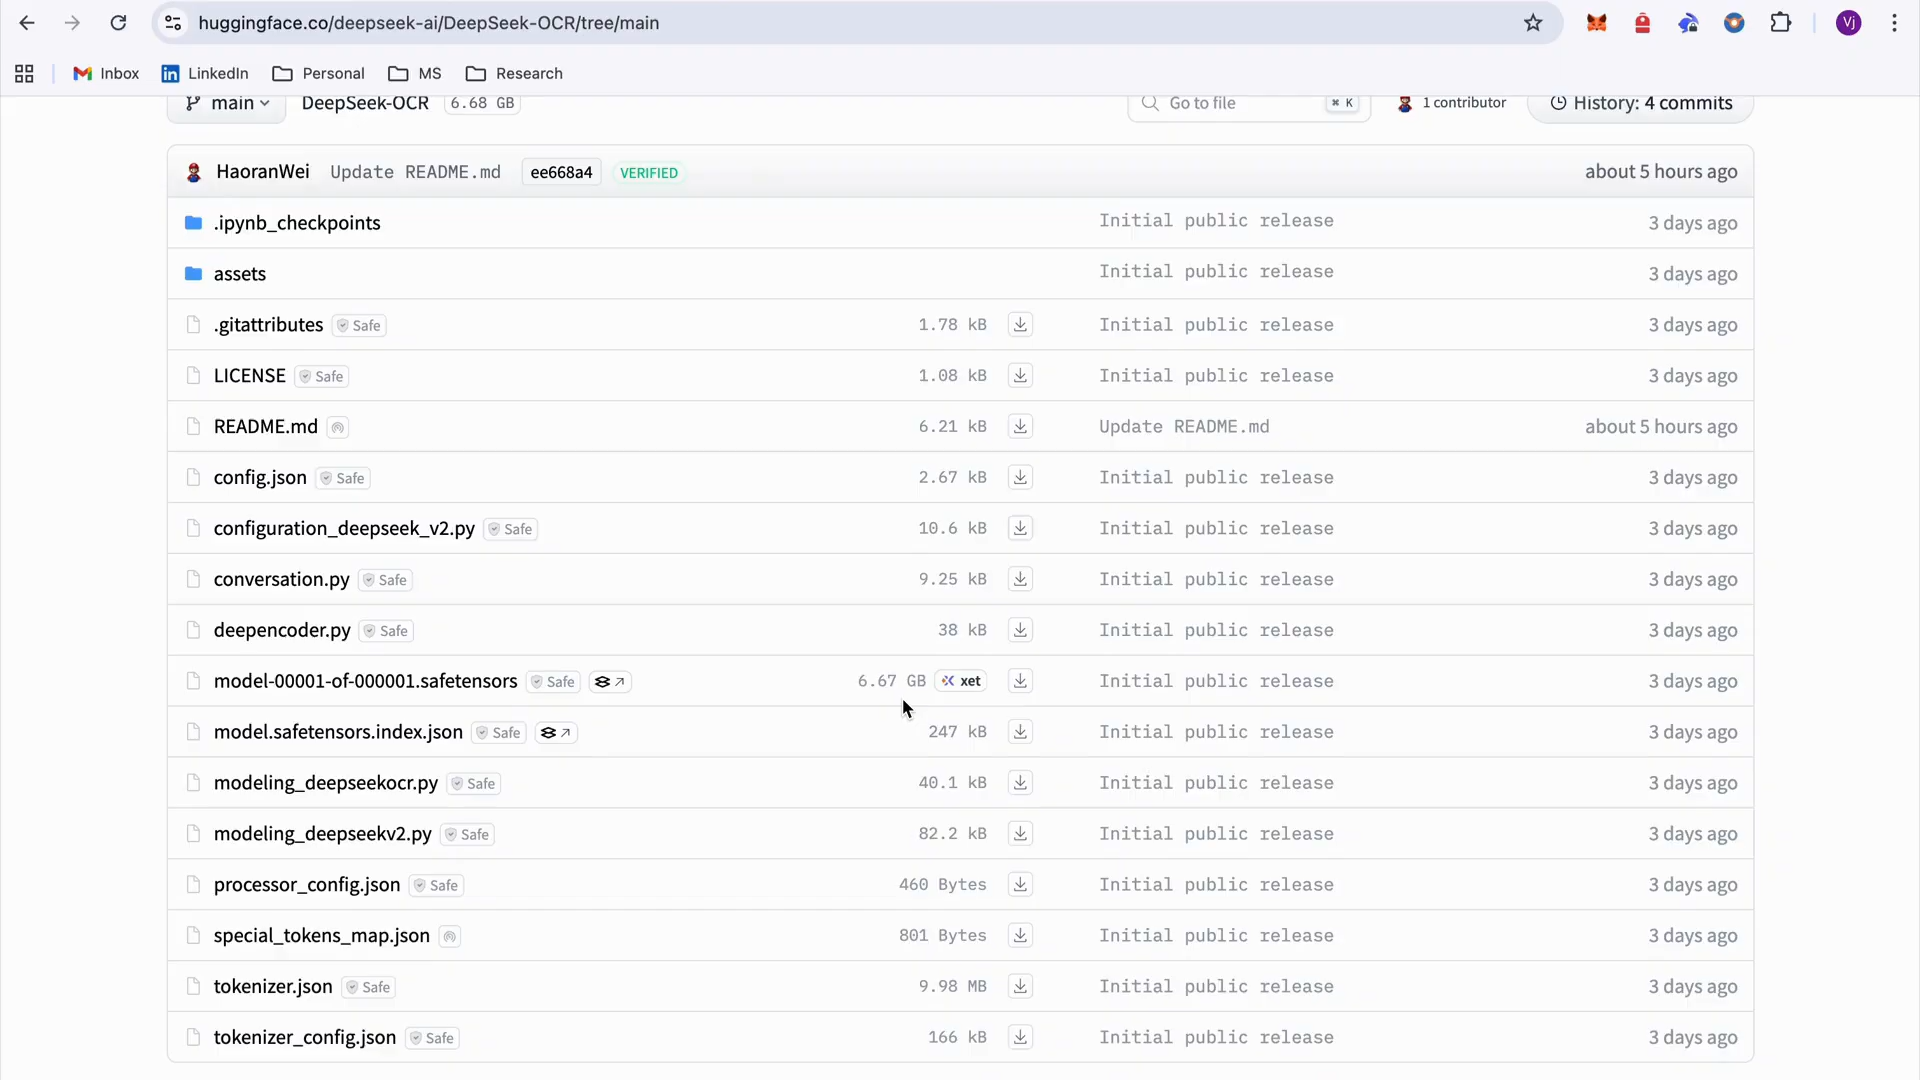 huggingface.co/deepseek-ai/DeepSeek-OCR/tree/main
Vj
Inbox LinkedIn Personal MS Research
main DeepSeek-OCR 6.68 GB Go to file ⌘ K 1 contributor History: 4 commits
HaoranWei Update README.md ee668a4 VERIFIED about 5 hours ago
.ipynb_checkpoints Initial public release 3 days ago
assets Initial public release 3 days ago
.gitattributes Safe 1.78 kB Initial public release 3 days ago
LICENSE Safe 1.08 kB Initial public release 3 days ago
README.md 6.21 kB Update README.md about 5 hours ago
config.json Safe 2.67 kB Initial public release 3 days ago
configuration_deepseek_v2.py Safe 10.6 kB Initial public release 3 days ago
conversation.py Safe 9.25 kB Initial public release 3 days ago
deepencoder.py Safe 38 kB Initial public release 3 days ago
model-00001-of-000001.safetensors Safe 6.67 GB xet Initial public release 3 days ago
model.safetensors.index.json Safe 247 kB Initial public release 3 days ago
modeling_deepseekocr.py Safe 40.1 kB Initial public release 3 days ago
modeling_deepseekv2.py Safe 82.2 kB Initial public release 3 days ago
processor_config.json Safe 460 Bytes Initial public release 3 days ago
special_tokens_map.json 801 Bytes Initial public release 3 days ago
tokenizer.json Safe 9.98 MB Initial public release 3 days ago
tokenizer_config.json Safe 166 kB Initial public release 3 days ago